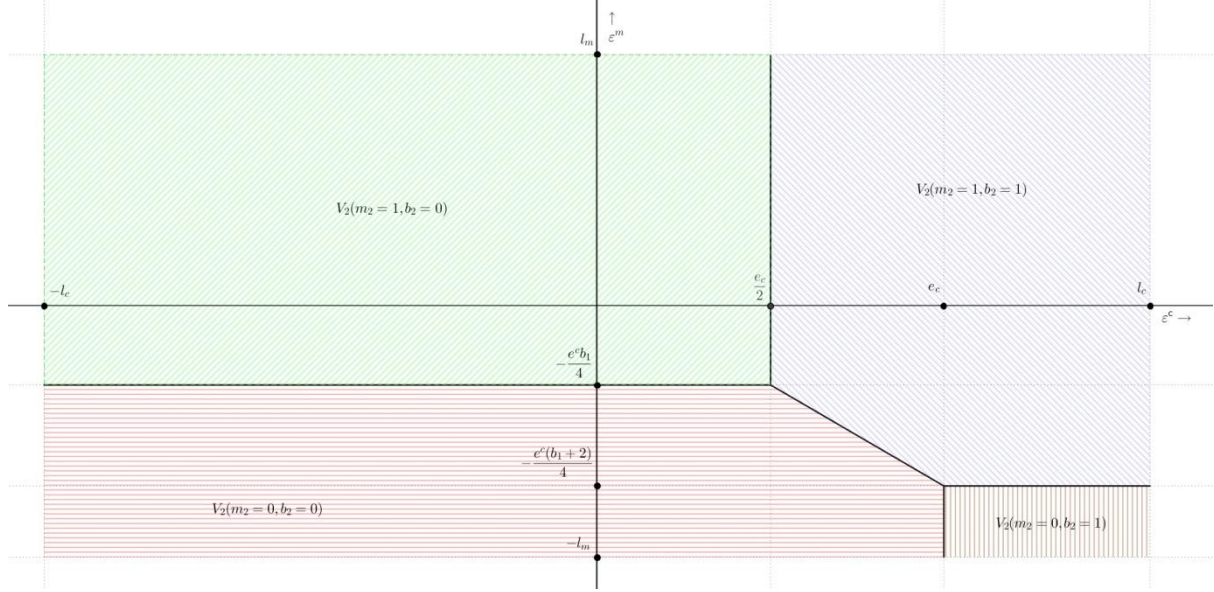 ↑
l_m ε^m
V_2(m_2 = 1, b_2 = 0)
V_2(m_2 = 1, b_2 = 1)
−l_c
e_c/2
e_c
l_c
ε^c →
−e^c b_1/4
−e^c(b_1 + 2)/4
V_2(m_2 = 0, b_2 = 0)
V_2(m_2 = 0, b_2 = 1)
−l_m